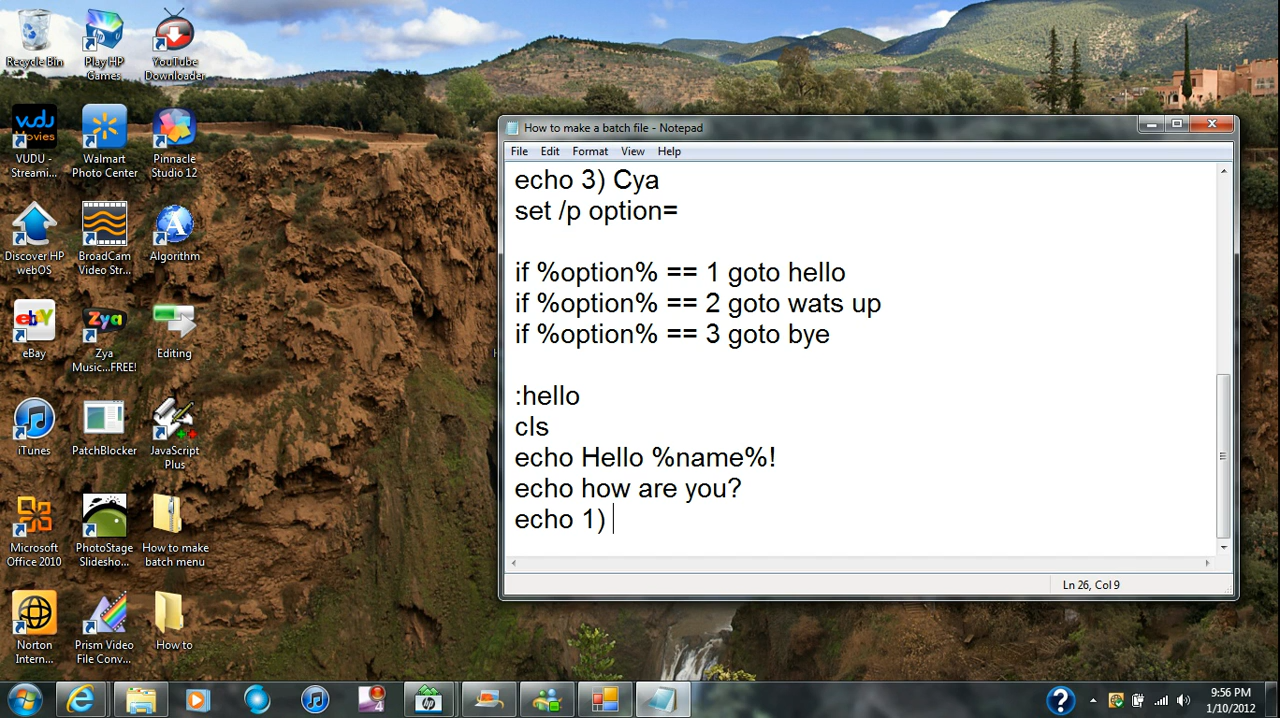 Recycle Bin
Play HP Games
YouTube Downloader
vudu Movies
VUDU - Streami...
Walmart Photo Center
Pinnacle Studio 12
Discover HP webOS
BroadCam Video Str...
Algorithm
ebY
eBay
Zya
Zya Music...FREE!
Editing
iTunes
PatchBlocker
JavaScript Plus
Microsoft Office 2010
PhotoStage Slidesho...
How to make batch menu
Norton Intern...
Prism Video File Conv...
How to
How to make a batch file - Notepad
File Edit Format View Help
echo 3) Cya
set /p option=
if %option% == 1 goto hello
if %option% == 2 goto wats up
if %option% == 3 goto bye
:hello
cls
echo Hello %name%!
echo how are you?
echo 1)
Ln 26, Col 9
9:56 PM
1/10/2012